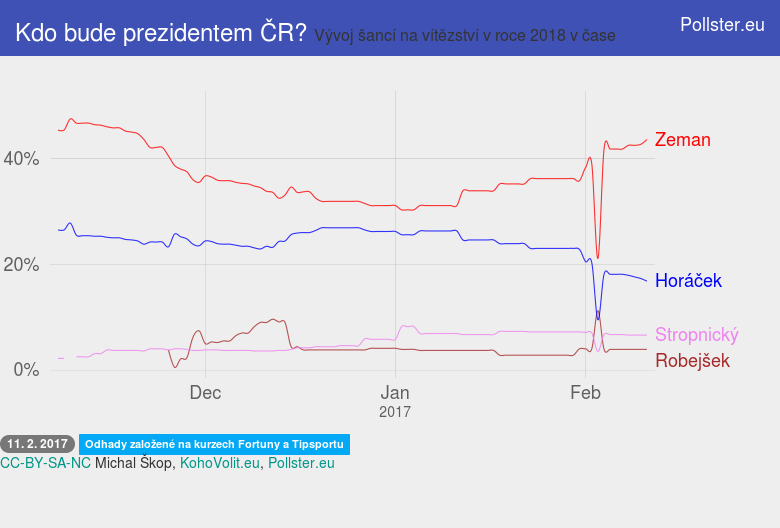 Kdo bude prezidentem ČR? Vývoj šancí na vítězství v roce 2018 v čase
Pollster.eu
Zeman
40%
20%
Horáček
Stropnický
Robejšek
0%
Dec
Jan
Feb
2017
11. 2. 2017 Odhady založené na kurzech Fortuny a Tipsportu
CC-BY-SA-NC Michal Škop, KohoVolit.eu, Pollster.eu